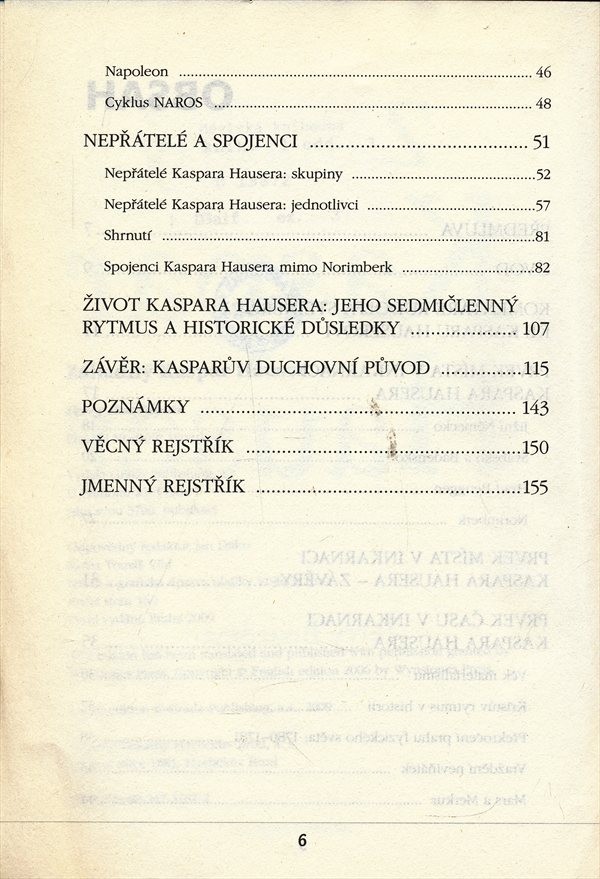 Napoleon ........ 46
Cyklus NAROS ........ 48
NEPŘÁTELÉ A SPOJENCI ........ 51
Nepřátelé Kaspara Hausera: skupiny ........ 52
Nepřátelé Kaspara Hausera: jednotlivci ........ 57
Shrnutí ........ 81
Spojenci Kaspara Hausera mimo Norimberk ........ 82
ŽIVOT KASPARA HAUSERA: JEHO SEDMIČLENNÝ
RYTMUS A HISTORICKÉ DŮSLEDKY ........ 107
ZÁVĚR: KASPARŮV DUCHOVNÍ PŮVOD ........ 115
POZNÁMKY ........ 143
VĚCNÝ REJSTŘÍK ........ 150
JMENNÝ REJSTŘÍK ........ 155
6